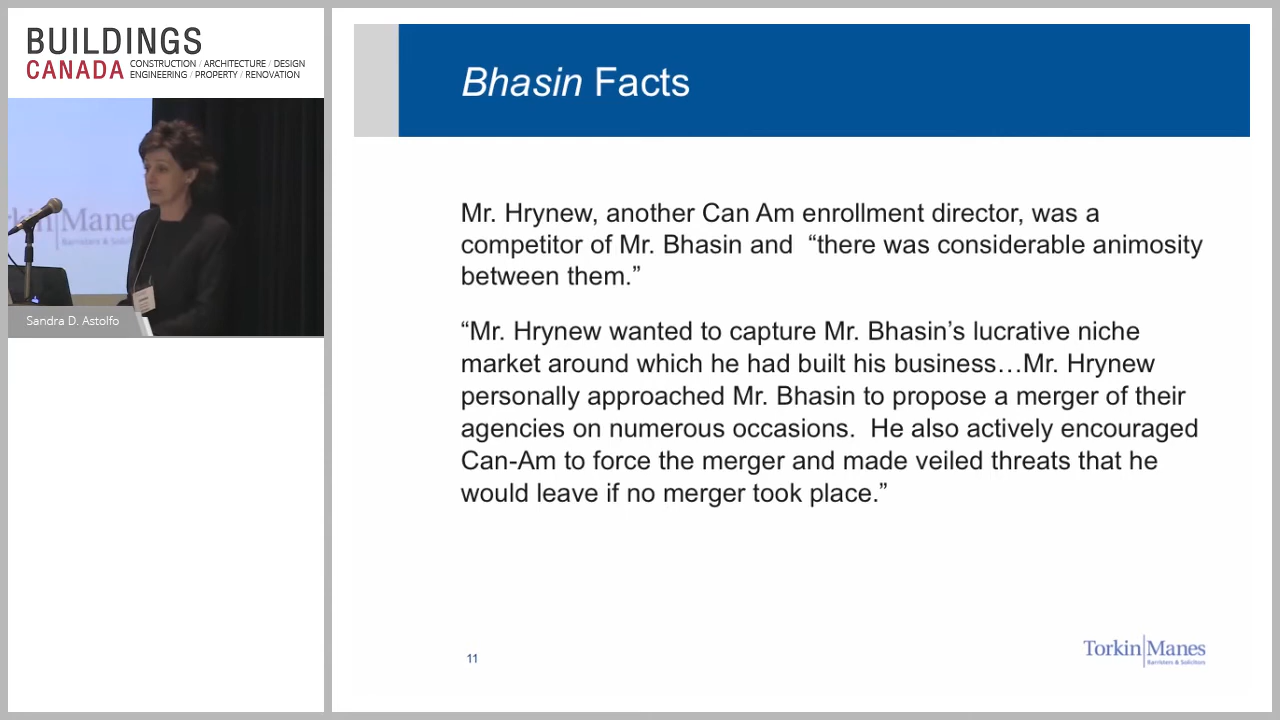 BUILDINGS
CANADA
CONSTRUCTION / ARCHITECTURE / DESIGN
ENGINEERING / PROPERTY / RENOVATION
Manes
Sandra D. Astolfo
Bhasin Facts
Mr. Hrynew, another Can Am enrollment director, was a
competitor of Mr. Bhasin and  “there was considerable animosity
between them.”
“Mr. Hrynew wanted to capture Mr. Bhasin’s lucrative niche
market around which he had built his business…Mr. Hrynew
personally approached Mr. Bhasin to propose a merger of their
agencies on numerous occasions.  He also actively encouraged
Can-Am to force the merger and made veiled threats that he
would leave if no merger took place.”
11
Torkin Manes
Barristers & Solicitors